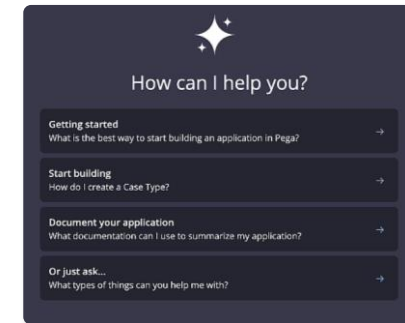 How can I help you?
Getting started
What is the best way to start building an application in Pega?
Start building
How do I create a Case Type?
Document your application
What documentation can I use to summarize my application?
Or just ask...
What types of things can you help me with?